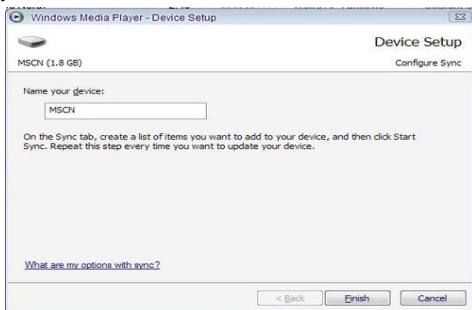 Windows Media Player - Device Setup
Device Setup
MSCN (1.8 GB)
Configure Sync
Name your device:
MSCN
On the Sync tab, create a list of items you want to add to your device, and then click Start
Sync. Repeat this step every time you want to update your device.
What are my options with sync?
< Back
Finish
Cancel